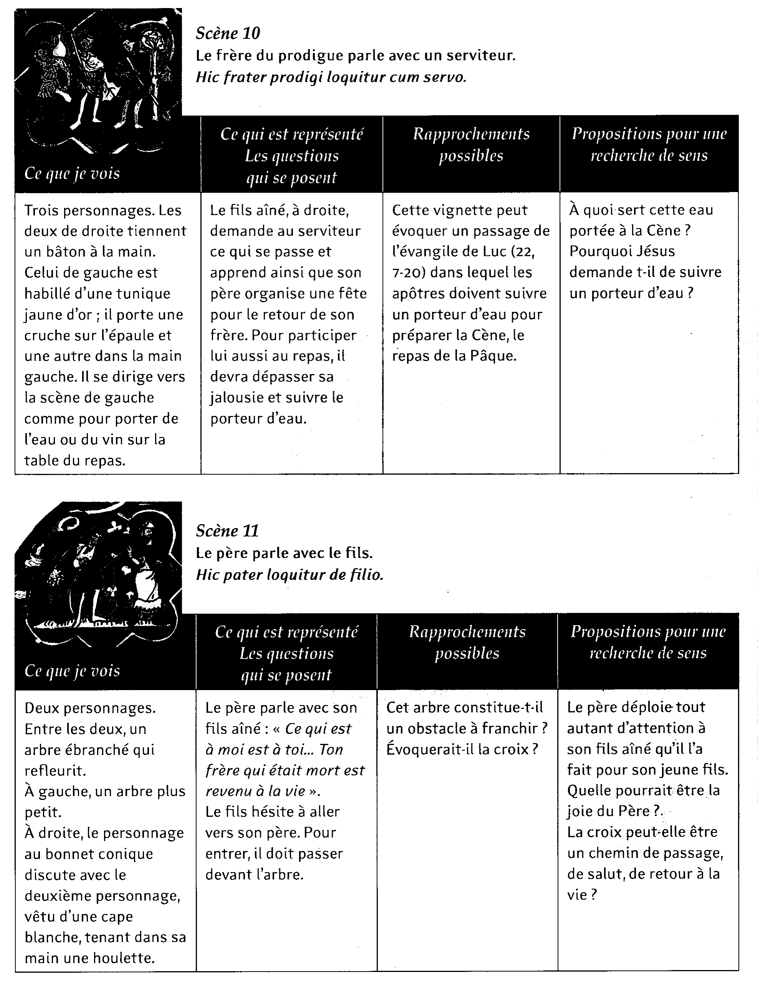 Scène 10
Le frère du prodigue parle avec un serviteur.
Hic frater prodigi loquitur cum servo.
Ce que je vois
Ce qui est représenté
Les questions
qui se posent
Rapprochements
possibles
Propositions pour une
recherche de sens
Trois personnages. Les
deux de droite tiennent
un bâton à la main.
Celui de gauche est
habillé d'une tunique
jaune d'or ; il porte une
cruche sur l'épaule et
une autre dans la main
gauche. Il se dirige vers
la scène de gauche
comme pour porter de
l'eau ou du vin sur la
table du repas.
Le fils aîné, à droite,
demande au serviteur
ce qui se passe et
apprend ainsi que son
père organise une fête
pour le retour de son
frère. Pour participer
lui aussi au repas, il
devra dépasser sa
jalousie et suivre le
porteur d'eau.
Cette vignette peut
évoquer un passage de
l'évangile de Luc (22,
7-20) dans lequel les
apôtres doivent suivre
un porteur d'eau pour
préparer la Cène, le
repas de la Pâque.
À quoi sert cette eau
portée à la Cène ?
Pourquoi Jésus
demande t-il de suivre
un porteur d'eau ?
Scène 11
Le père parle avec le fils.
Hic pater loquitur de filio.
Ce que je vois
Ce qui est représenté
Les questions
qui se posent
Rapprochements
possibles
Propositions pour une
recherche de sens
Deux personnages.
Entre les deux, un
arbre ébranché qui
refleurit.
À gauche, un arbre plus
petit.
À droite, le personnage
au bonnet conique
discute avec le
deuxième personnage,
vêtu d'une cape
blanche, tenant dans sa
main une houlette.
Le père parle avec son
fils aîné : « Ce qui est
à moi est à toi... Ton
frère qui était mort est
revenu à la vie ».
Le fils hésite à aller
vers son père. Pour
entrer, il doit passer
devant l'arbre.
Cet arbre constitue-t-il
un obstacle à franchir ?
Évoquerait-il la croix ?
Le père déploie tout
autant d'attention à
son fils aîné qu'il l'a
fait pour son jeune fils.
Quelle pourrait être la
joie du Père ?
La croix peut-elle être
un chemin de passage,
de salut, de retour à la
vie ?